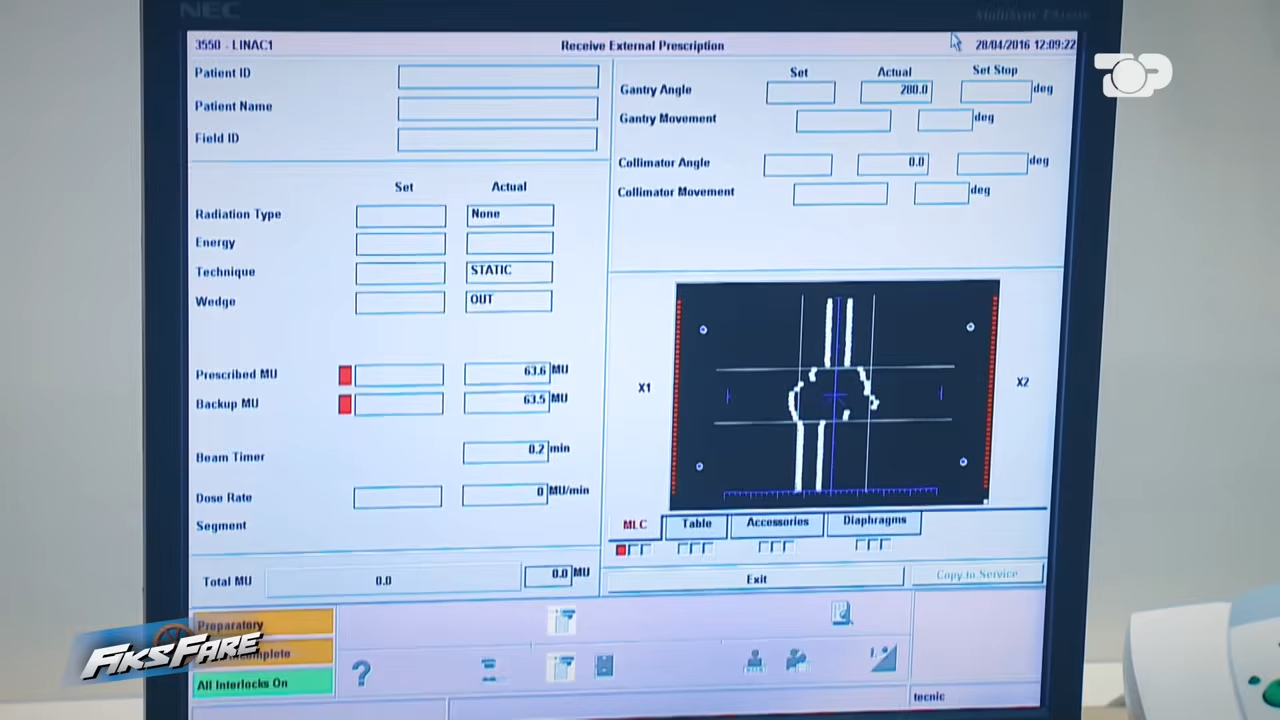 NEC
MultiSync
3550 - LINAC1
Receive External Prescription
28/04/2016 12:09:22
TOP
Patient ID
Patient Name
Field ID
Set Actual
Radiation Type None
Energy
Technique STATIC
Wedge OUT
Prescribed MU 63.6 MU
Backup MU 63.5 MU
Beam Timer 0.2 min
Dose Rate 0 MU/min
Segment
Total MU 0.0 0.0 MU
Set Actual Set Stop
Gantry Angle 280.0 deg
Gantry Movement deg
Collimator Angle 0.0 deg
Collimator Movement deg
X1
X2
MLC Table Accessories Diaphragms
Exit
Copy to Service
Preparatory
FiksFare
All Interlocks On
?
tecnic